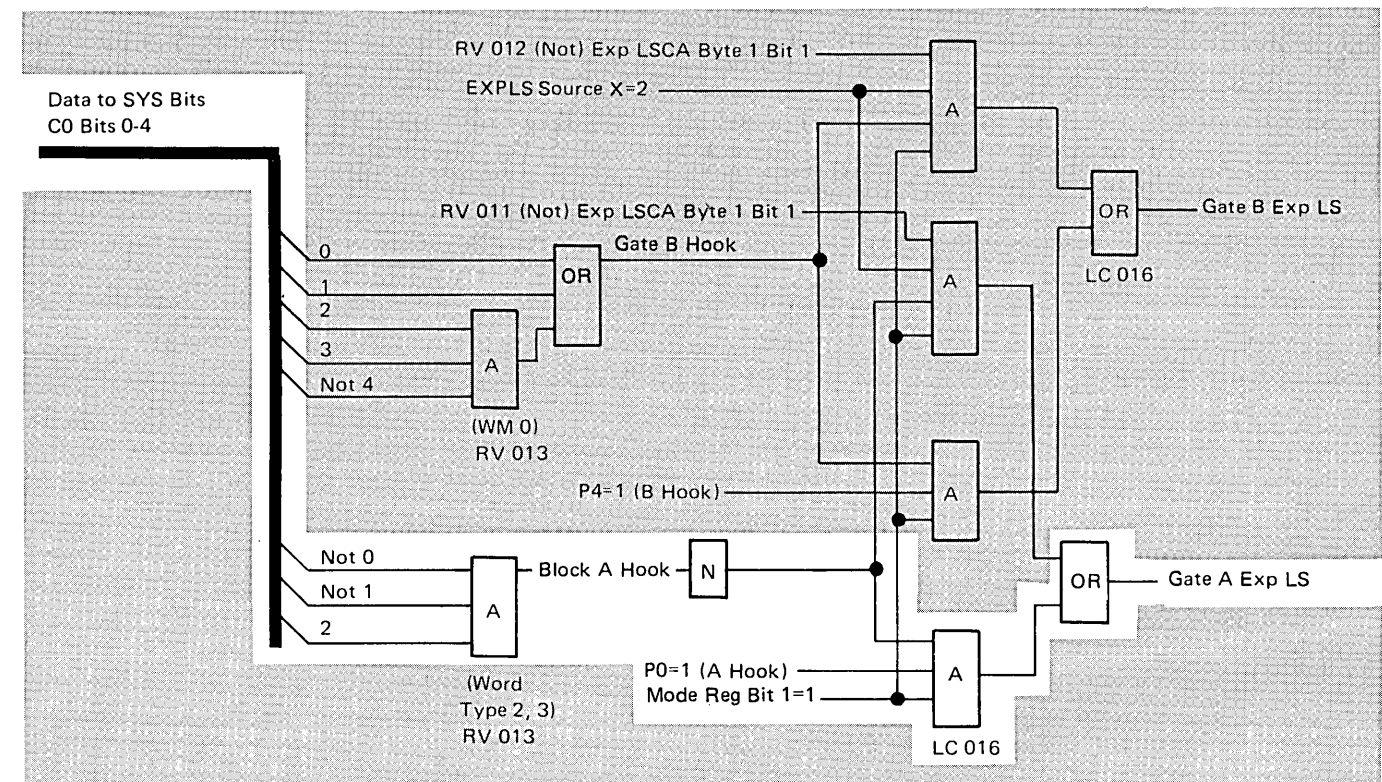 RV 012 (Not) Exp LSCA Byte 1 Bit 1
EXPLS Source X=2
A
Data to SYS Bits
C0 Bits 0-4
RV 011 (Not) Exp LSCA Byte 1 Bit 1
OR
Gate B Exp LS
LC 016
0
Gate B Hook
OR
1
A
2
3
A
Not 4
(WM 0)
RV 013
P4=1 (B Hook)
A
Not 0
Block A Hook
N
OR
Gate A Exp LS
Not 1
A
2
P0=1 (A Hook)
A
Mode Reg Bit 1=1
(Word
Type 2, 3)
RV 013
LC 016